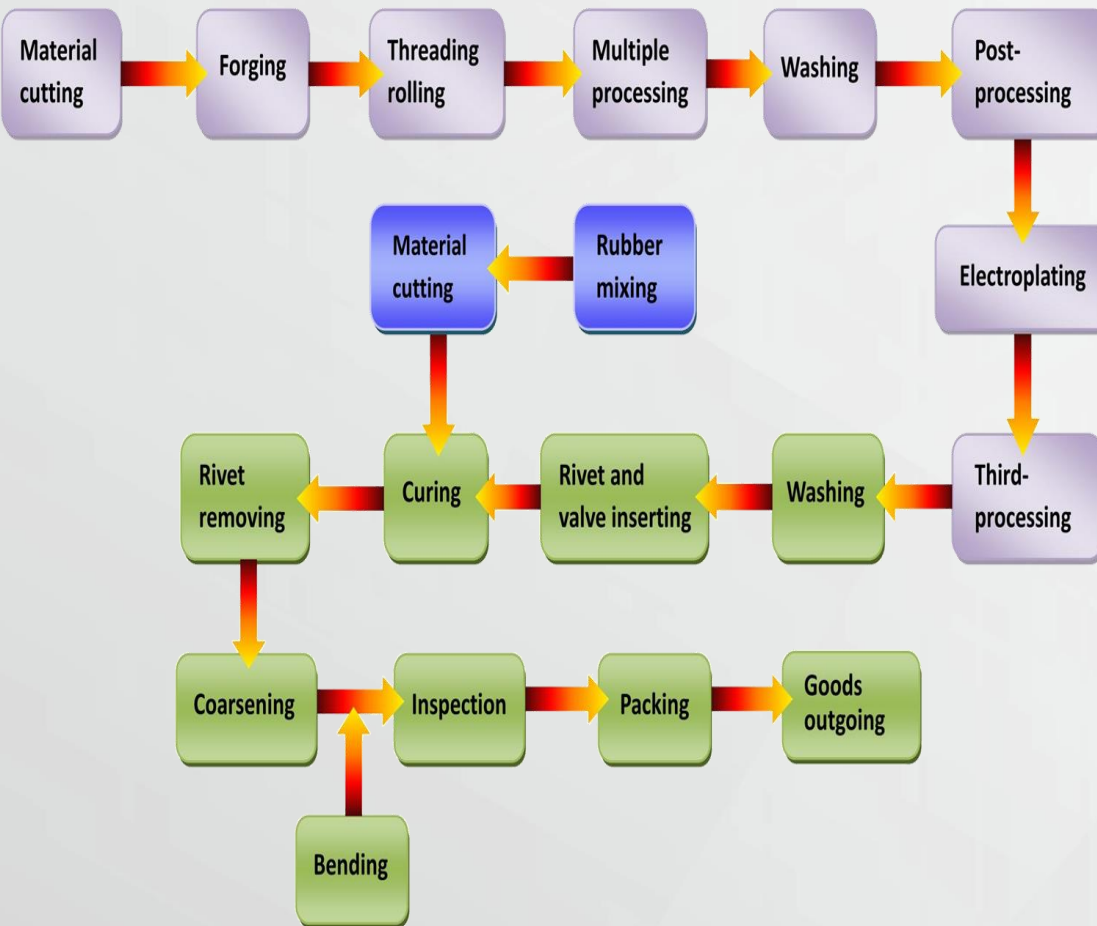 Material
cutting
Forging
Threading
rolling
Multiple
processing
Washing
Post-
processing
Material
cutting
Rubber
mixing
Electroplating
Rivet
removing
Curing
Rivet and
valve inserting
Washing
Third-
processing
Coarsening
Inspection
Packing
Goods
outgoing
Bending